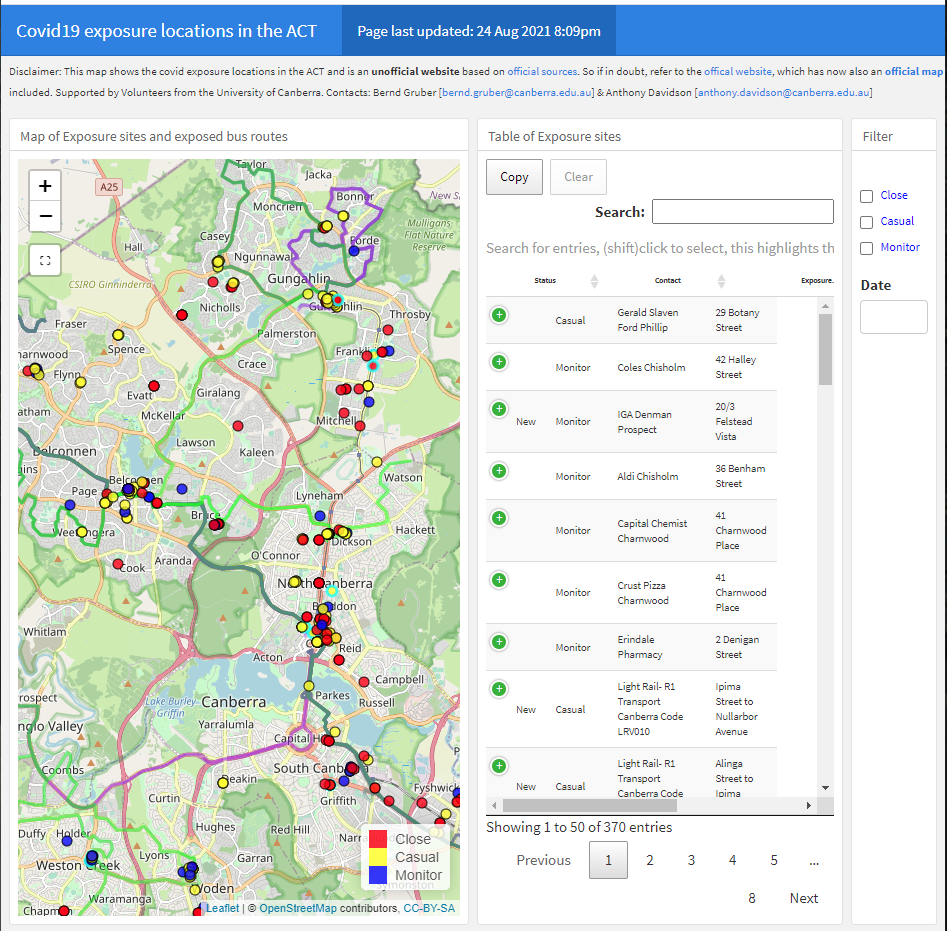 Covid19 exposure locations in the ACT
Page last updated: 24 Aug 2021 8:09pm
Disclaimer: This map shows the covid exposure locations in the ACT and is an unofficial website based on official sources. So if in doubt, refer to the offical website, which has now also an official map
included. Supported by Volunteers from the University of Canberra. Contacts: Bernd Gruber [bernd.gruber@canberra.edu.au] & Anthony Davidson [anthony.davidson@canberra.edu.au]
Map of Exposure sites and exposed bus routes
+
−
A25
Taylor
Jacka
Bonner
New S
Moncrieff
Mulligans
Flat Nature
Reserve
Casey
Forde
Hall
Ngunnawal
CSIRO Ginninderra
Gungahlin
Gungahlin
Nicholls
Throsby
Fraser
Palmerston
Spence
Franklin
Charnwood
Crace
Flynn
Evatt
Giralang
Latham
McKellar
Mitchell
Lawson
Belconnen
Kaleen
Watson
Belconnen
Page
Lyneham
Bruce
Hackett
Weetangera
Dickson
O'Connor
Aranda
Cook
North Canberra
Braddon
Whitlam
Reid
Acton
Campbell
Parkes
Lake Burley
Griffin
Canberra
Russell
Yarralumla
Capital Hill
Coombs
South Canberra
Deakin
Fyshwick
Curtin
Griffith
Duffy
Holder
Hughes
Red Hill
Lyons
Garran
Weston Creek
Woden
Waramanga
Symonston
Close
Casual
Monitor
Leaflet | © OpenStreetMap contributors, CC-BY-SA
Table of Exposure sites
Copy
Clear
Search:
Search for entries, (shift)click to select, this highlights th
Status
Contact
Exposure.
Casual
Gerald Slaven
Ford Phillip
29 Botany
Street
Monitor
Coles Chisholm
42 Halley
Street
New
Monitor
IGA Denman
Prospect
20/3
Felstead
Vista
Monitor
Aldi Chisholm
36 Benham
Street
Monitor
Capital Chemist
Charnwood
41
Charnwood
Place
Monitor
Crust Pizza
Charnwood
41
Charnwood
Place
Monitor
Erindale
Pharmacy
2 Denigan
Street
New
Casual
Light Rail- R1
Transport
Canberra Code
LRV010
Ipima
Street to
Nullarbor
Avenue
New
Casual
Light Rail- R1
Transport
Canberra Code
Alinga
Street to
Ipima
Showing 1 to 50 of 370 entries
Previous
1
2
3
4
5
...
8
Next
Filter
Close
Casual
Monitor
Date